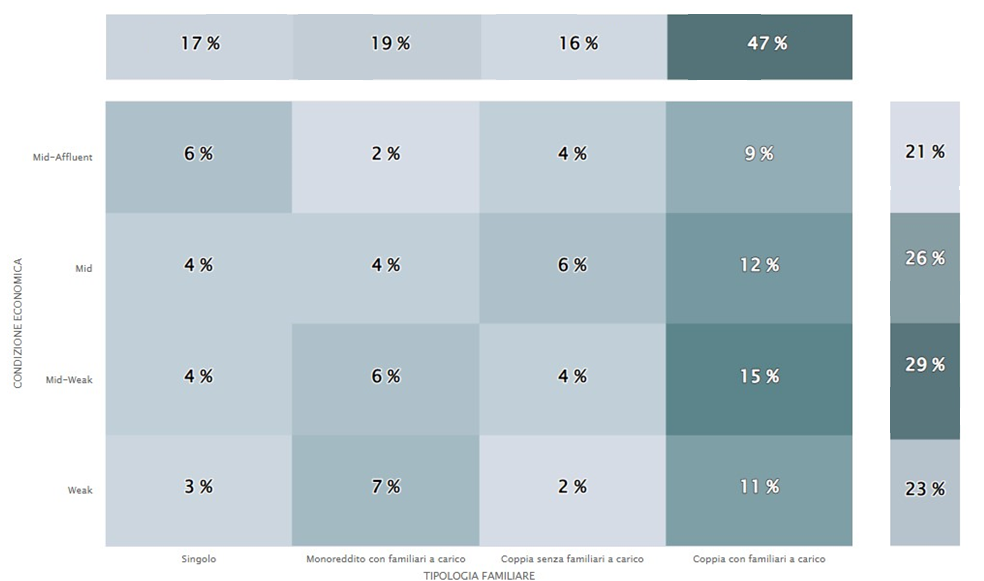 17 % 19 % 16 % 47 %
Mid-Affluent 6 % 2 % 4 % 9 % 21 %
Mid 4 % 4 % 6 % 12 % 26 %
Mid-Weak 4 % 6 % 4 % 15 % 29 %
Weak 3 % 7 % 2 % 11 % 23 %
CONDIZIONE ECONOMICA
Singolo Monoreddito con familiari a carico Coppia senza familiari a carico Coppia con familiari a carico
TIPOLOGIA FAMILIARE